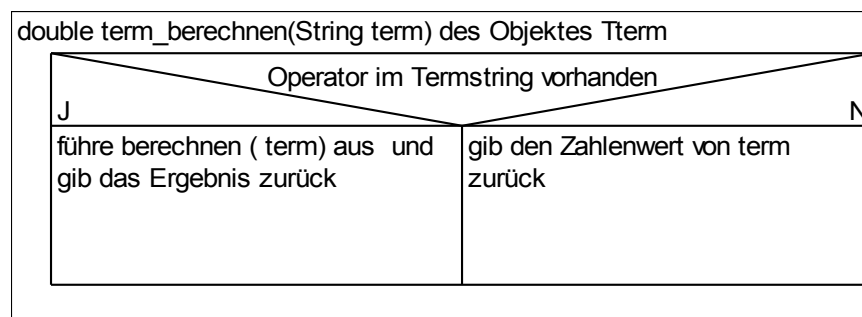 double term_berechnen(String term) des Objektes Tterm
Operator im Termstring vorhanden
J
N
führe berechnen ( term) aus und
gib das Ergebnis zurück
gib den Zahlenwert von term
zurück